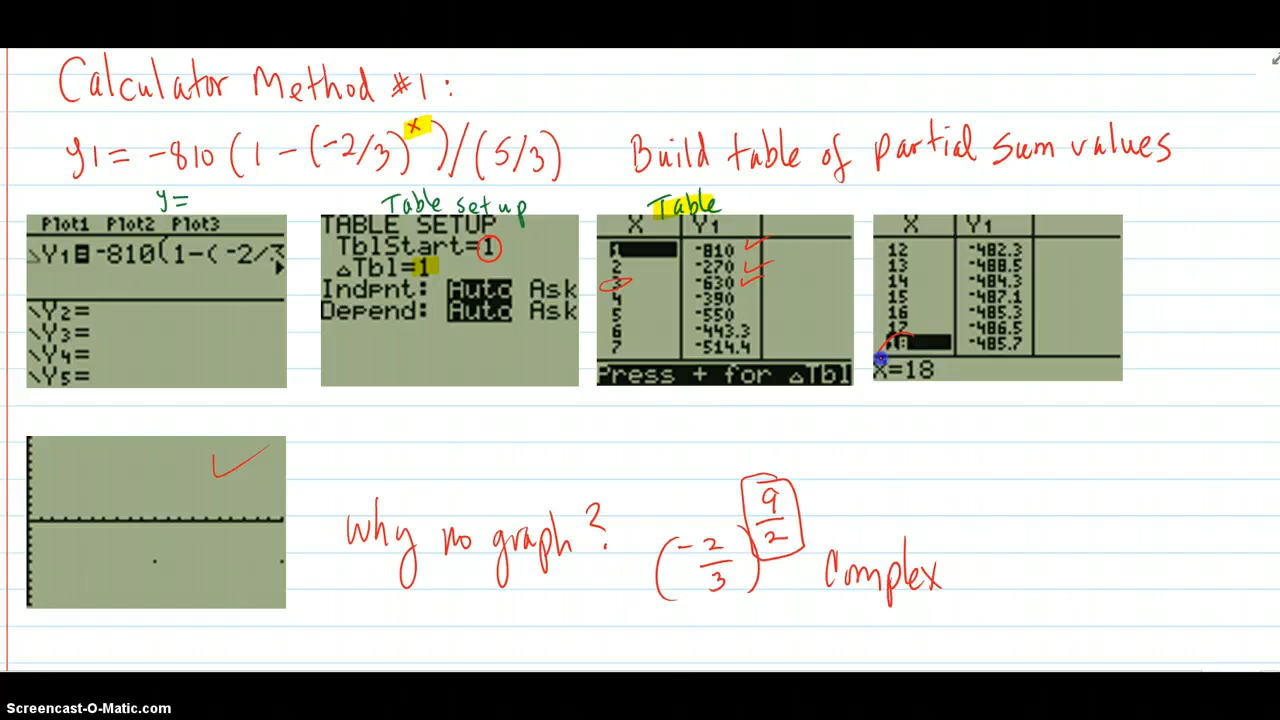 Calculator Method #1:
y1 = -810 (1 - (-2/3)^x) / (5/3) Build table of partial sum values
y=
Table setup
Table
Plot1 Plot2 Plot3
Y1=-810(1-(-2/3
Y2=
Y3=
Y4=
Y5=
TABLE SETUP
TblStart=1
△Tbl=1
Indpnt: Auto Ask
Depend: Auto Ask
X Y1
1 -810
2 -270
3 -630
4 -390
5 -550
6 -443.3
7 -514.4
Press + for △Tbl
X Y1
12 -482.3
13 -488.5
14 -484.3
15 -487.1
16 -485.3
17 -486.5
18 -485.7
X=18
Why no graph? (-2/3)^9/2 Complex
Screencast-O-Matic.com